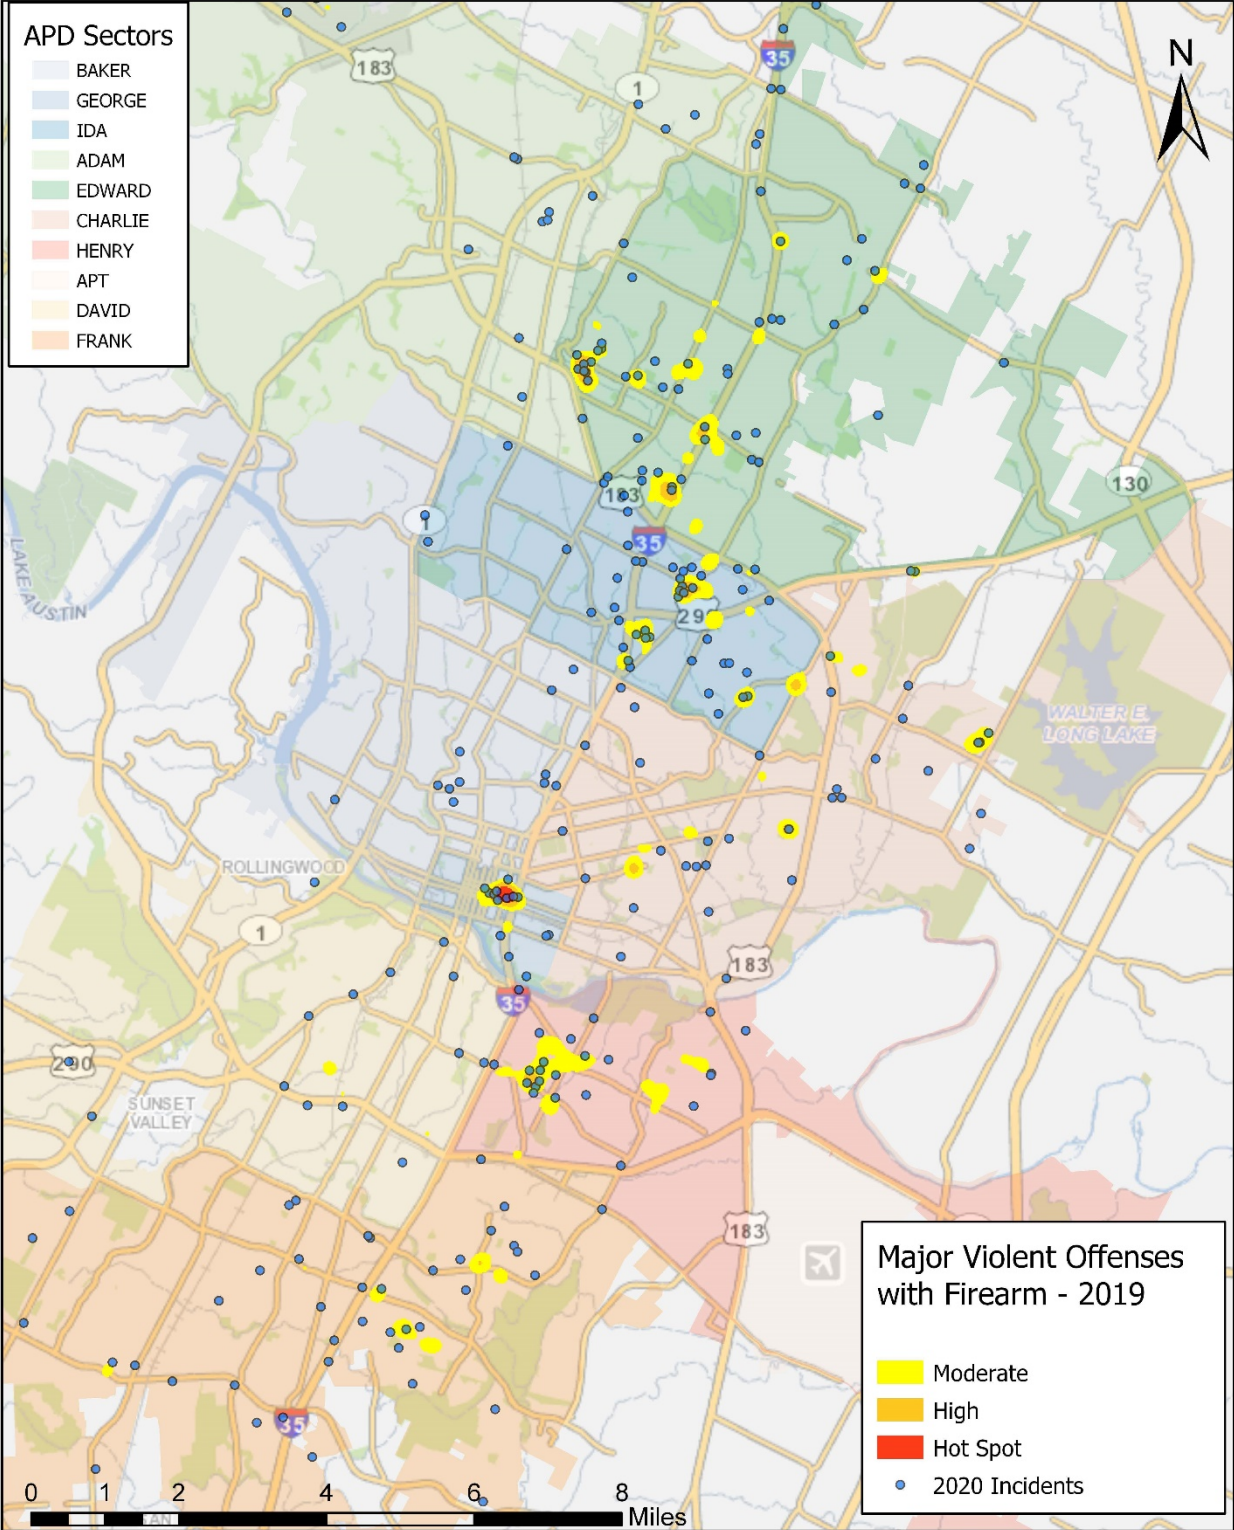 APD Sectors
BAKER
GEORGE
IDA
ADAM
EDWARD
CHARLIE
HENRY
APT
DAVID
FRANK
183
1
35
N
183
130
1
35
LAKE AUSTIN
290
WALTER E.
LONG LAKE
ROLLINGWOOD
1
183
35
290
SUNSET
VALLEY
183
Major Violent Offenses
with Firearm - 2019
Moderate
High
Hot Spot
2020 Incidents
35
0 1 2 4 6 8
Miles